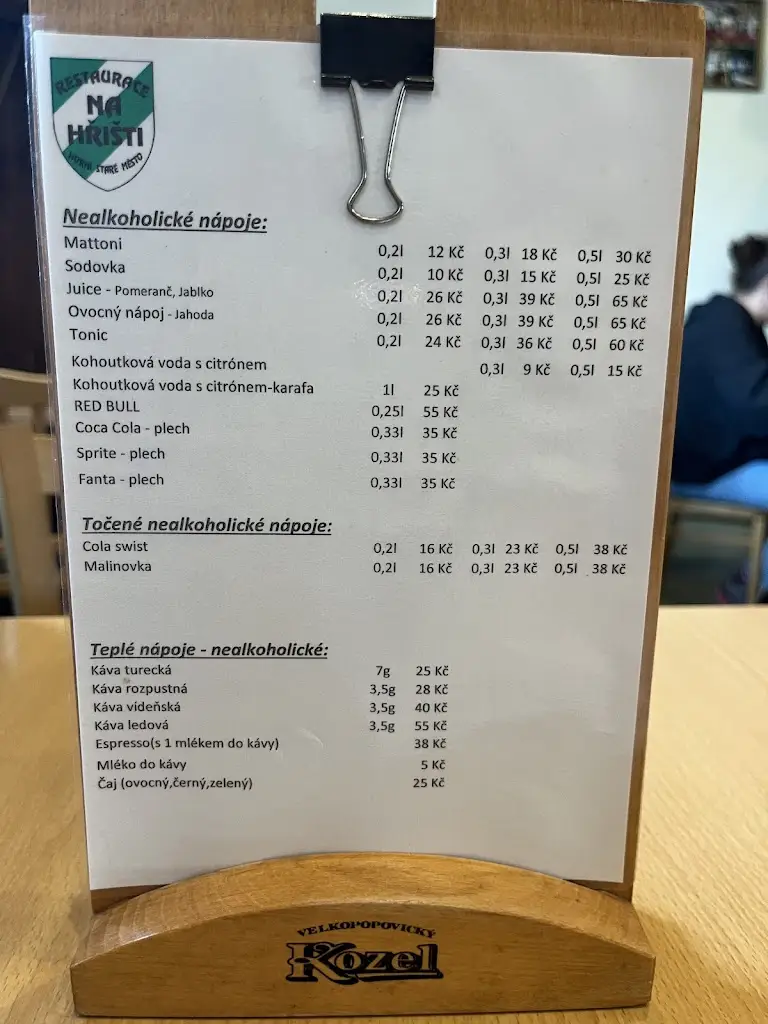 RESTAURACE
NA
HŘIŠTI
HORNÍ STARÉ MĚSTO
Nealkoholické nápoje:
Mattoni 0,2l 12 Kč 0,3l 18 Kč 0,5l 30 Kč
Sodovka 0,2l 10 Kč 0,3l 15 Kč 0,5l 25 Kč
Juice - Pomeranč, Jablko 0,2l 26 Kč 0,3l 39 Kč 0,5l 65 Kč
Ovocný nápoj - Jahoda 0,2l 26 Kč 0,3l 39 Kč 0,5l 65 Kč
Tonic 0,2l 24 Kč 0,3l 36 Kč 0,5l 60 Kč
Kohoutková voda s citrónem 0,3l 9 Kč 0,5l 15 Kč
Kohoutková voda s citrónem-karafa 1l 25 Kč
RED BULL 0,25l 55 Kč
Coca Cola - plech 0,33l 35 Kč
Sprite - plech 0,33l 35 Kč
Fanta - plech 0,33l 35 Kč
Točené nealkoholické nápoje:
Cola swist 0,2l 16 Kč 0,3l 23 Kč 0,5l 38 Kč
Malinovka 0,2l 16 Kč 0,3l 23 Kč 0,5l 38 Kč
Teplé nápoje - nealkoholické:
Káva turecká 7g 25 Kč
Káva rozpustná 3,5g 28 Kč
Káva vídeňská 3,5g 40 Kč
Káva ledová 3,5g 55 Kč
Espresso(s 1 mlékem do kávy) 38 Kč
Mléko do kávy 5 Kč
Čaj (ovocný,černý,zelený) 25 Kč
VELKOPOPOVICKÝ
Kozel